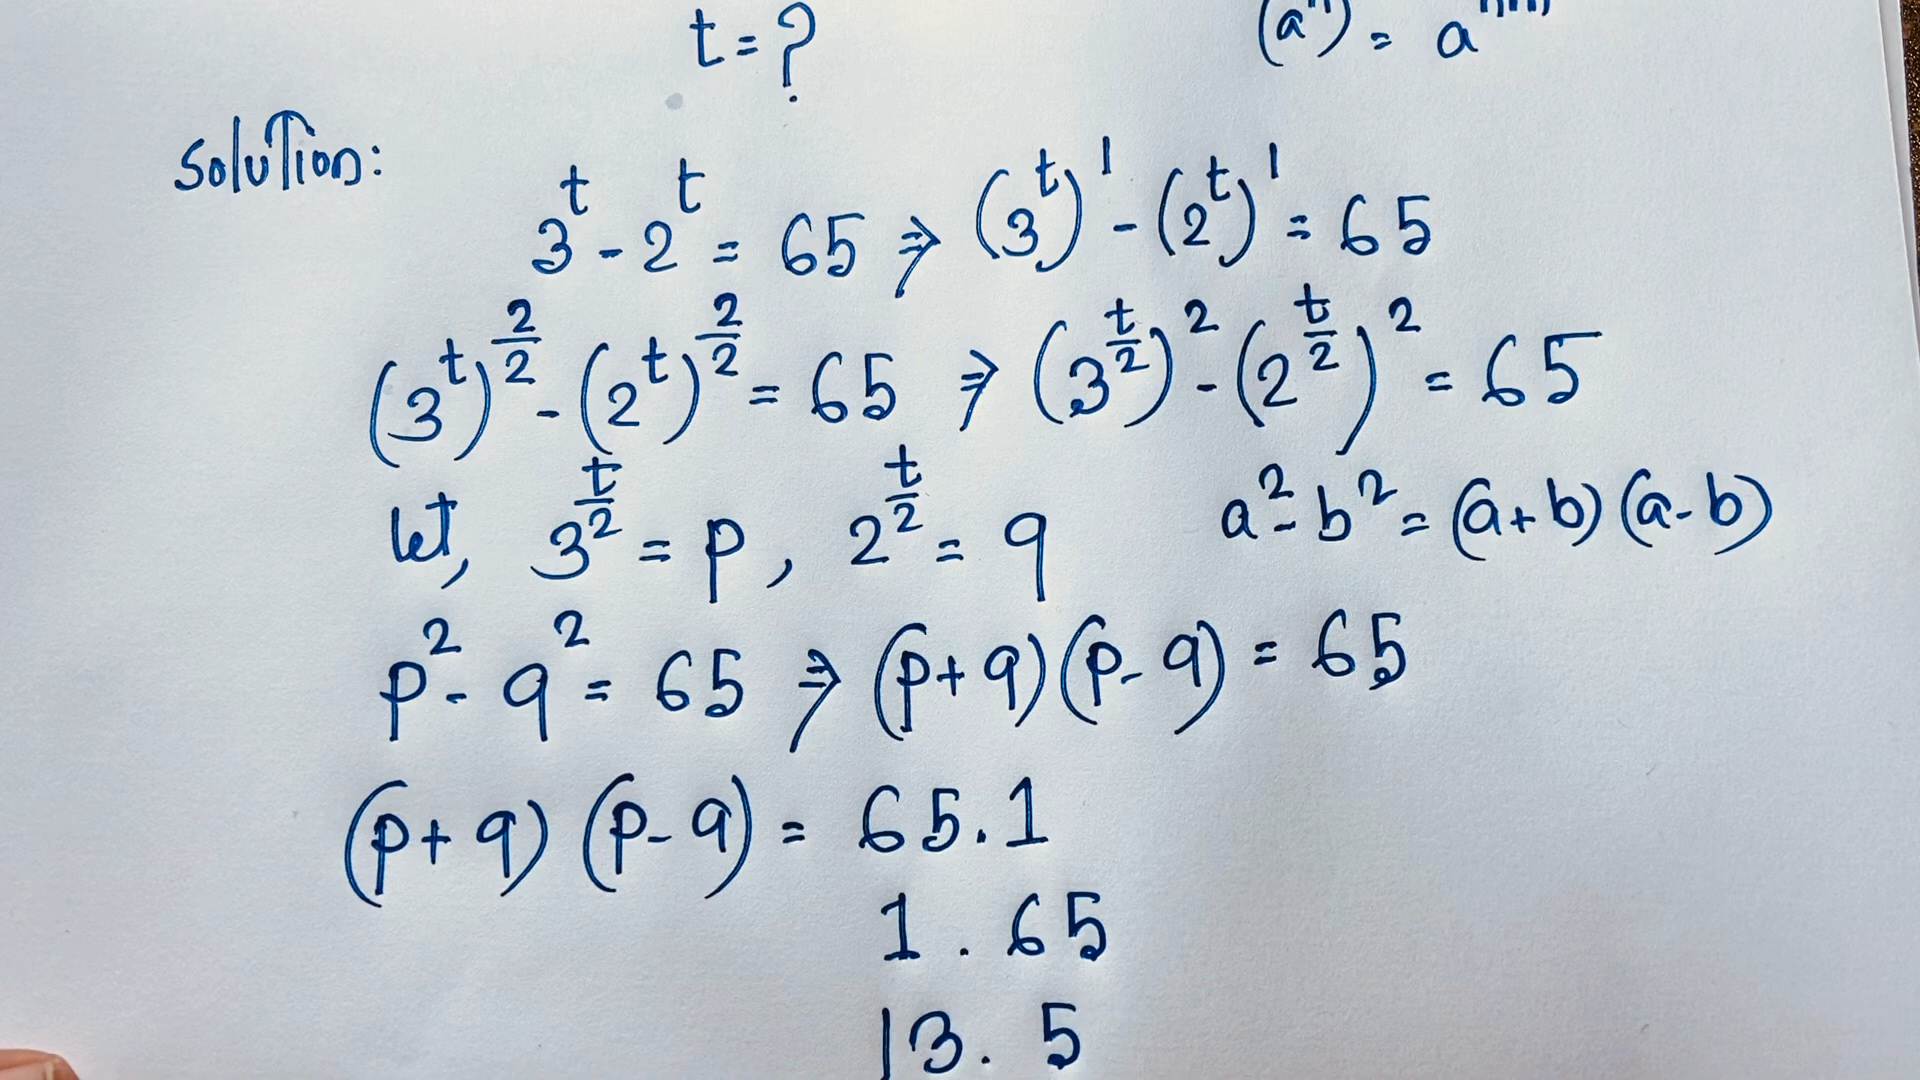 t = ? (aⁿ) = a
Solution:
3^t - 2^t = 65 ⇒ (3^t)^1 - (2^t)^1 = 65
(3^t)^(2/2) - (2^t)^(2/2) = 65 ⇒ (3^(t/2))^2 - (2^(t/2))^2 = 65
let, 3^(t/2) = p, 2^(t/2) = q a^2 - b^2 = (a+b)(a-b)
p^2 - q^2 = 65 ⇒ (p+q)(p-q) = 65
(p+q)(p-q) = 65.1
1 . 65
13. 5